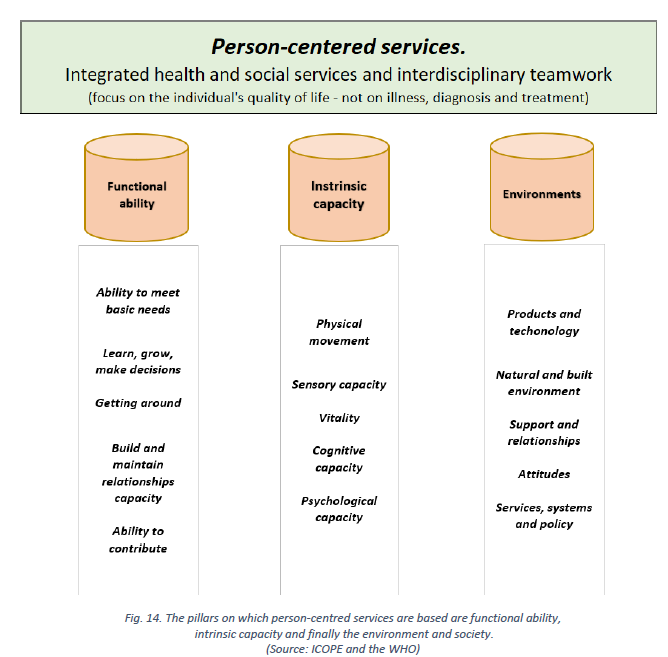 Person-centered services.
Integrated health and social services and interdisciplinary teamwork
(focus on the individual's quality of life - not on illness, diagnosis and treatment)
Functional
ability
Instrinsic
capacity
Environments
Ability to meet
basic needs
Learn, grow,
make decisions
Getting around
Build and
maintain
relationships
capacity
Ability to
contribute
Physical
movement
Sensory capacity
Vitality
Cognitive
capacity
Psychological
capacity
Products and
techonology
Natural and built
environment
Support and
relationships
Attitudes
Services, systems
and policy
Fig. 14. The pillars on which person-centred services are based are functional ability,
intrinsic capacity and finally the environment and society.
(Source: ICOPE and the WHO)